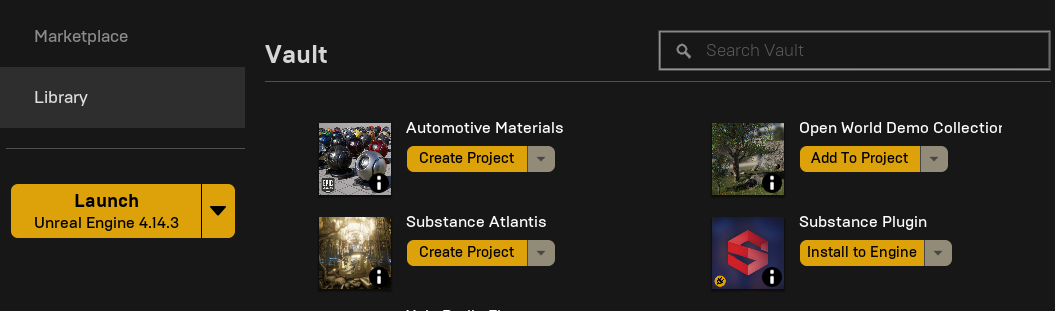 Marketplace
Library
Launch
Unreal Engine 4.14.3
Vault
Search Vault
Automotive Materials
Create Project
Open World Demo Collection
Add To Project
Substance Atlantis
Create Project
Substance Plugin
Install to Engine
EPIC